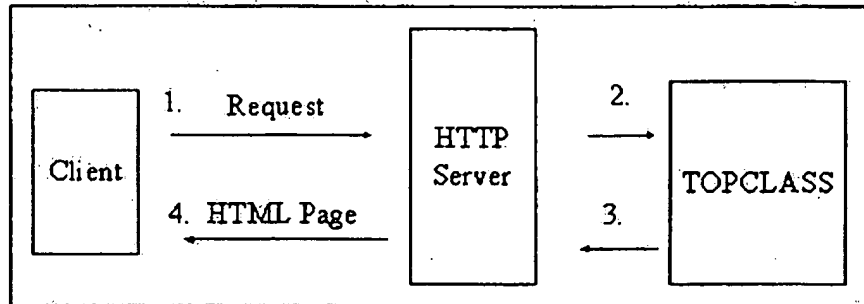 1. Request
2.
HTTP
Server
Client
TOPCLASS
4. HTML Page
3.